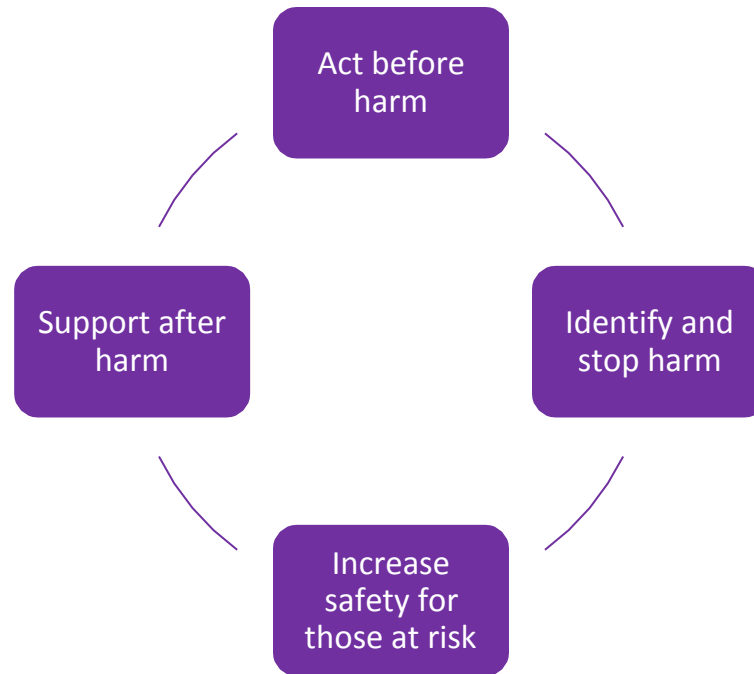 Act before
harm
Identify and
stop harm
Increase
safety for
those at risk
Support after
harm